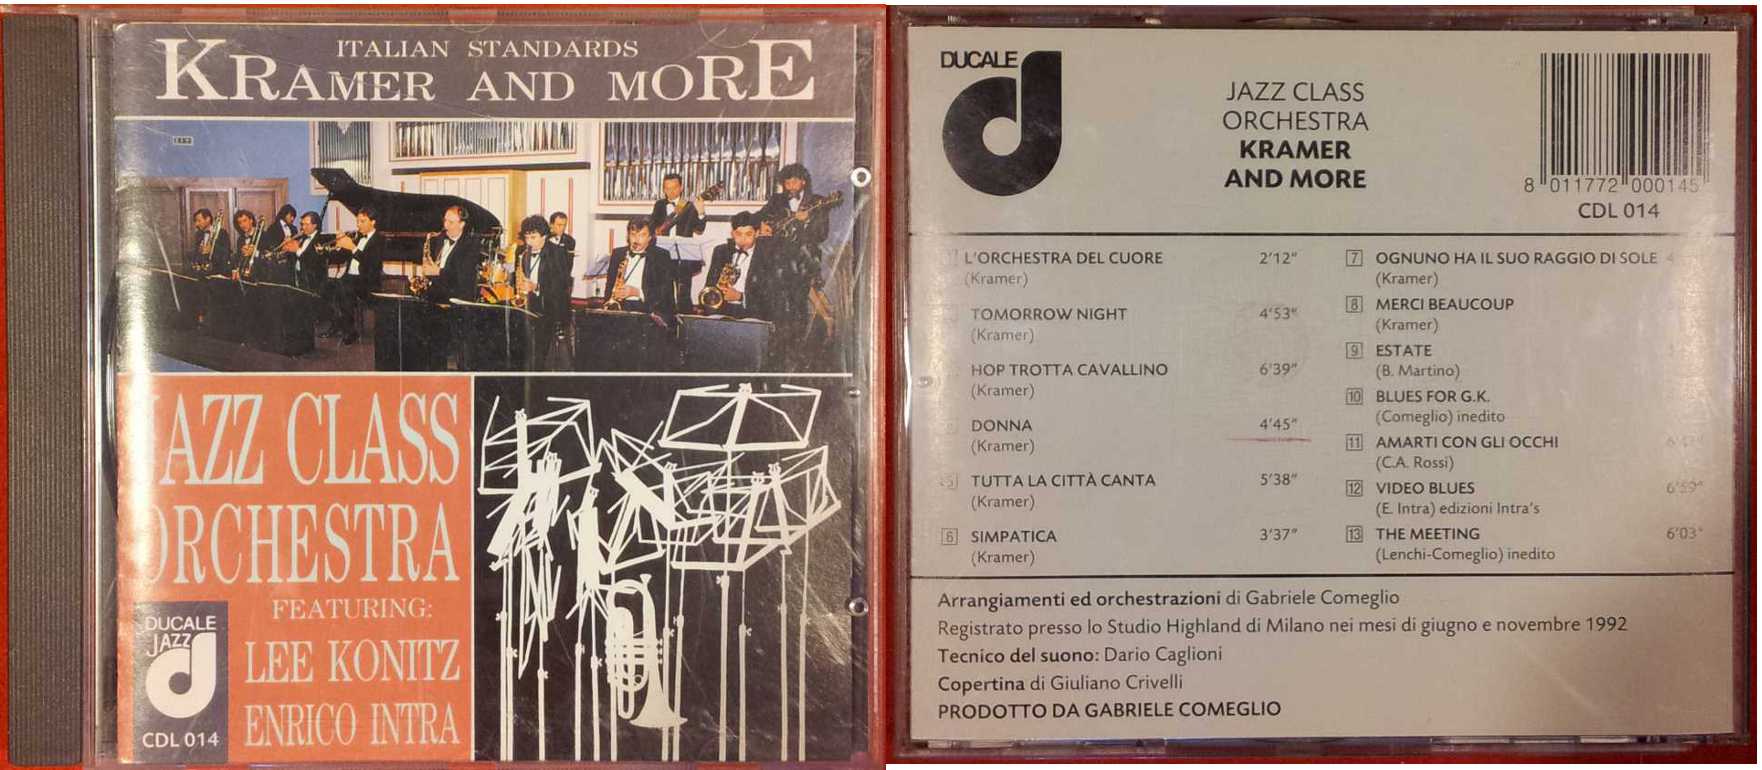 ITALIAN STANDARDS
KRAMER AND MORE
JAZZ CLASS
ORCHESTRA
FEATURING:
LEE KONITZ
ENRICO INTRA
DUCALE
JAZZ
CDL 014
DUCALE
JAZZ CLASS
ORCHESTRA
KRAMER
AND MORE
8 011772 000145
CDL 014
L'ORCHESTRA DEL CUORE 2'12"
(Kramer)
TOMORROW NIGHT 4'53"
(Kramer)
HOP TROTTA CAVALLINO 6'39"
(Kramer)
DONNA 4'45"
(Kramer)
5 TUTTA LA CITTÀ CANTA 5'38"
(Kramer)
6 SIMPATICA 3'37"
(Kramer)
7 OGNUNO HA IL SUO RAGGIO DI SOLE
(Kramer)
8 MERCI BEAUCOUP
(Kramer)
9 ESTATE
(B. Martino)
10 BLUES FOR G.K.
(Comeglio) inedito
11 AMARTI CON GLI OCCHI
(C.A. Rossi)
12 VIDEO BLUES 6'59"
(E. Intra) edizioni Intra's
13 THE MEETING 6'03"
(Lenchi-Comeglio) inedito
Arrangiamenti ed orchestrazioni di Gabriele Comeglio
Registrato presso lo Studio Highland di Milano nei mesi di giugno e novembre 1992
Tecnico del suono: Dario Caglioni
Copertina di Giuliano Crivelli
PRODOTTO DA GABRIELE COMEGLIO